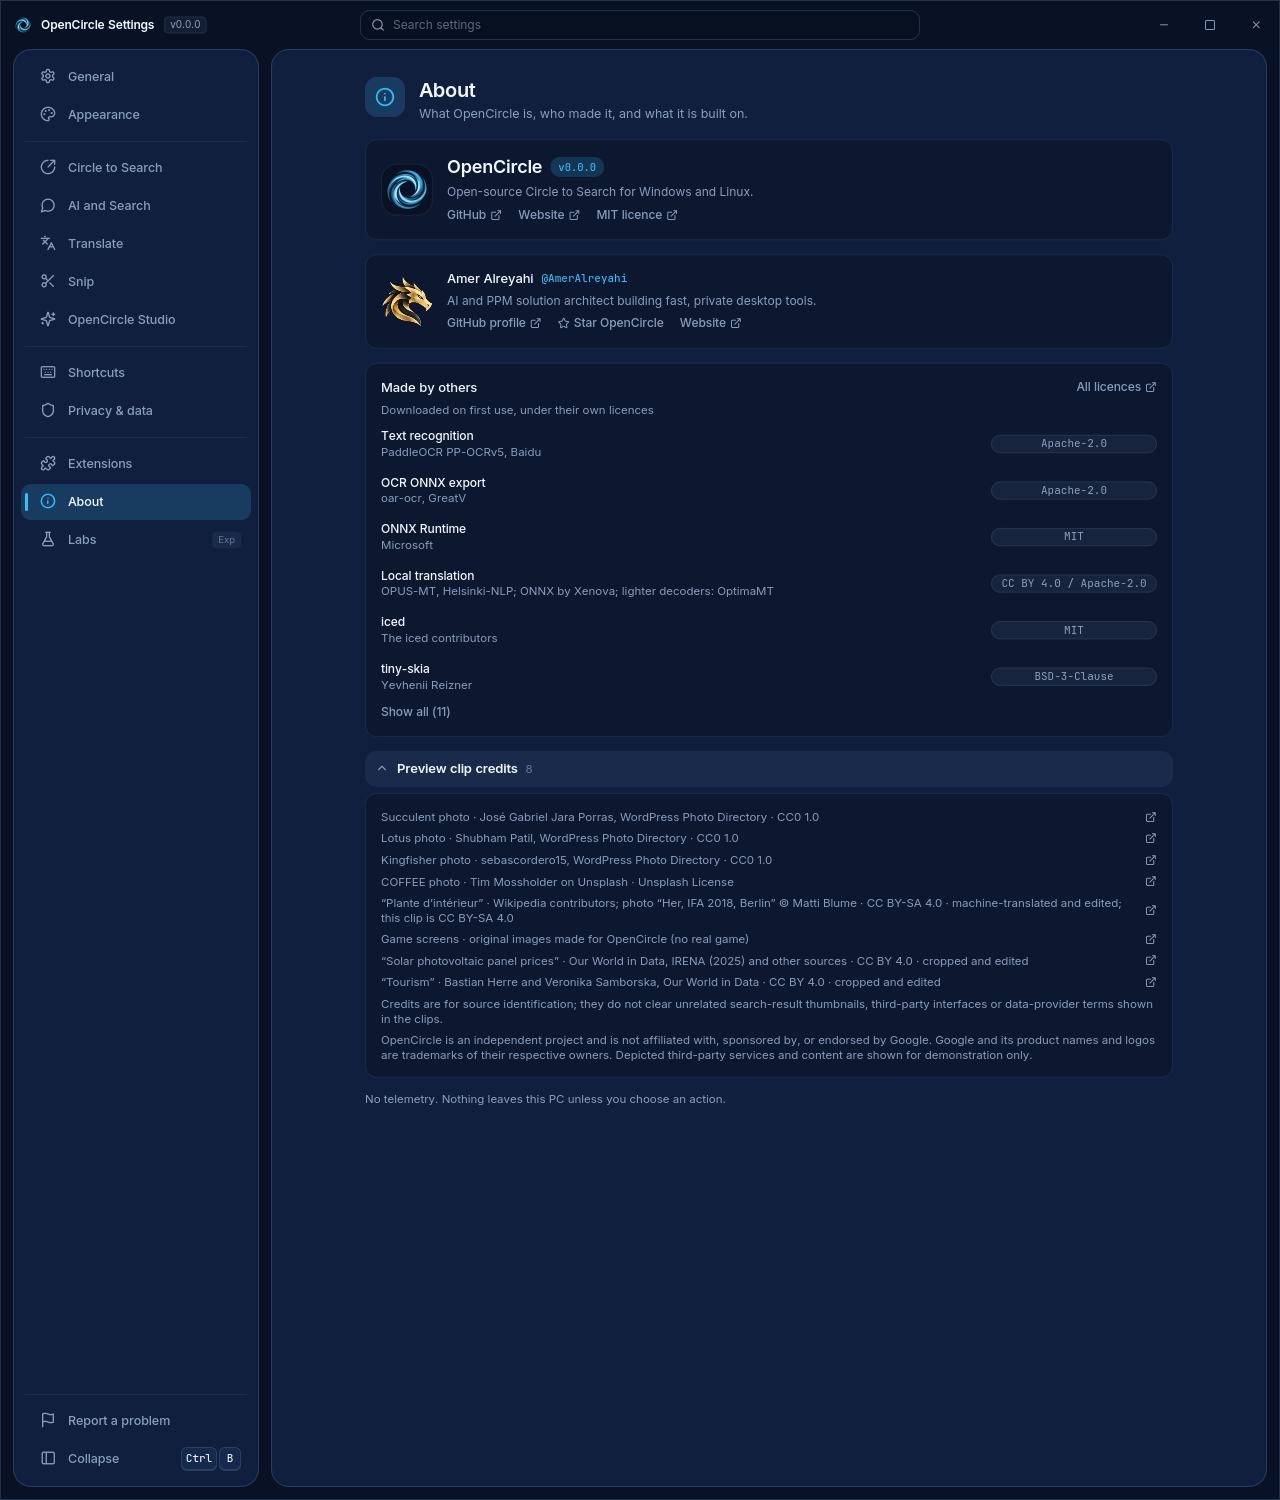 OpenCircle Settings v0.0.0
Search settings
General
Appearance
Circle to Search
AI and Search
Translate
Snip
OpenCircle Studio
Shortcuts
Privacy & data
Extensions
About
Labs Exp
Report a problem
Collapse Ctrl B
About
What OpenCircle is, who made it, and what it is built on.
OpenCircle v0.0.0
Open-source Circle to Search for Windows and Linux.
GitHub Website MIT licence
Amer Alreyahi @AmerAlreyahi
AI and PPM solution architect building fast, private desktop tools.
GitHub profile Star OpenCircle Website
Made by others All licences
Downloaded on first use, under their own licences
Text recognition
PaddleOCR PP-OCRv5, Baidu
Apache-2.0
OCR ONNX export
oar-ocr, GreatV
Apache-2.0
ONNX Runtime
Microsoft
MIT
Local translation
OPUS-MT, Helsinki-NLP; ONNX by Xenova; lighter decoders: OptimaMT
CC BY 4.0 / Apache-2.0
iced
The iced contributors
MIT
tiny-skia
Yevhenii Reizner
BSD-3-Clause
Show all (11)
Preview clip credits 8
Succulent photo · José Gabriel Jara Porras, WordPress Photo Directory · CC0 1.0
Lotus photo · Shubham Patil, WordPress Photo Directory · CC0 1.0
Kingfisher photo · sebascordero15, WordPress Photo Directory · CC0 1.0
COFFEE photo · Tim Mossholder on Unsplash · Unsplash License
“Plante d’intérieur” · Wikipedia contributors; photo “Her, IFA 2018, Berlin” © Matti Blume · CC BY-SA 4.0 · machine-translated and edited;
this clip is CC BY-SA 4.0
Game screens · original images made for OpenCircle (no real game)
“Solar photovoltaic panel prices” · Our World in Data, IRENA (2025) and other sources · CC BY 4.0 · cropped and edited
“Tourism” · Bastian Herre and Veronika Samborska, Our World in Data · CC BY 4.0 · cropped and edited
Credits are for source identification; they do not clear unrelated search-result thumbnails, third-party interfaces or data-provider terms shown
in the clips.
OpenCircle is an independent project and is not affiliated with, sponsored by, or endorsed by Google. Google and its product names and logos
are trademarks of their respective owners. Depicted third-party services and content are shown for demonstration only.
No telemetry. Nothing leaves this PC unless you choose an action.